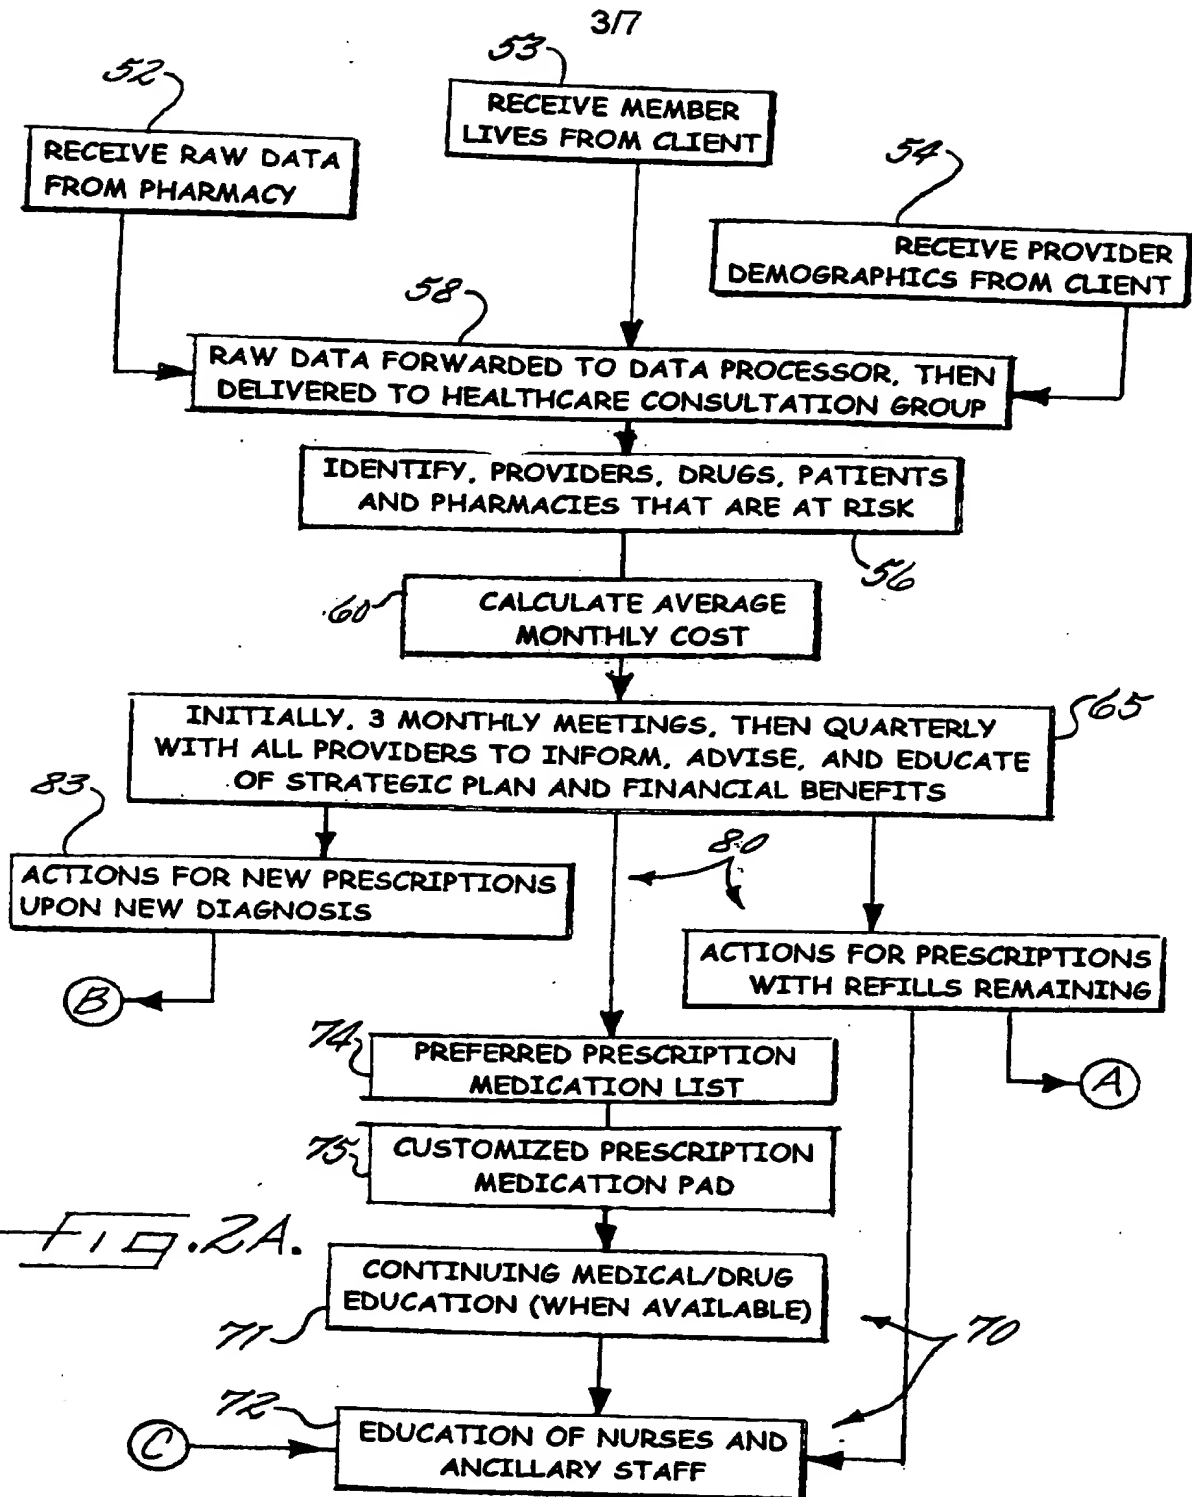 3/7
53
52
RECEIVE MEMBER
LIVES FROM CLIENT
RECEIVE RAW DATA
FROM PHARMACY
54
RECEIVE PROVIDER
DEMOGRAPHICS FROM CLIENT
58
RAW DATA FORWARDED TO DATA PROCESSOR, THEN
DELIVERED TO HEALTHCARE CONSULTATION GROUP
IDENTIFY, PROVIDERS, DRUGS, PATIENTS
AND PHARMACIES THAT ARE AT RISK
56
60
CALCULATE AVERAGE
MONTHLY COST
65
INITIALLY, 3 MONTHLY MEETINGS, THEN QUARTERLY
WITH ALL PROVIDERS TO INFORM, ADVISE, AND EDUCATE
OF STRATEGIC PLAN AND FINANCIAL BENEFITS
83
80
ACTIONS FOR NEW PRESCRIPTIONS
UPON NEW DIAGNOSIS
ACTIONS FOR PRESCRIPTIONS
WITH REFILLS REMAINING
B
74
PREFERRED PRESCRIPTION
MEDICATION LIST
A
75
CUSTOMIZED PRESCRIPTION
MEDICATION PAD
Fig. 2A.
CONTINUING MEDICAL/DRUG
EDUCATION (WHEN AVAILABLE)
71
70
72
C
EDUCATION OF NURSES AND
ANCILLARY STAFF